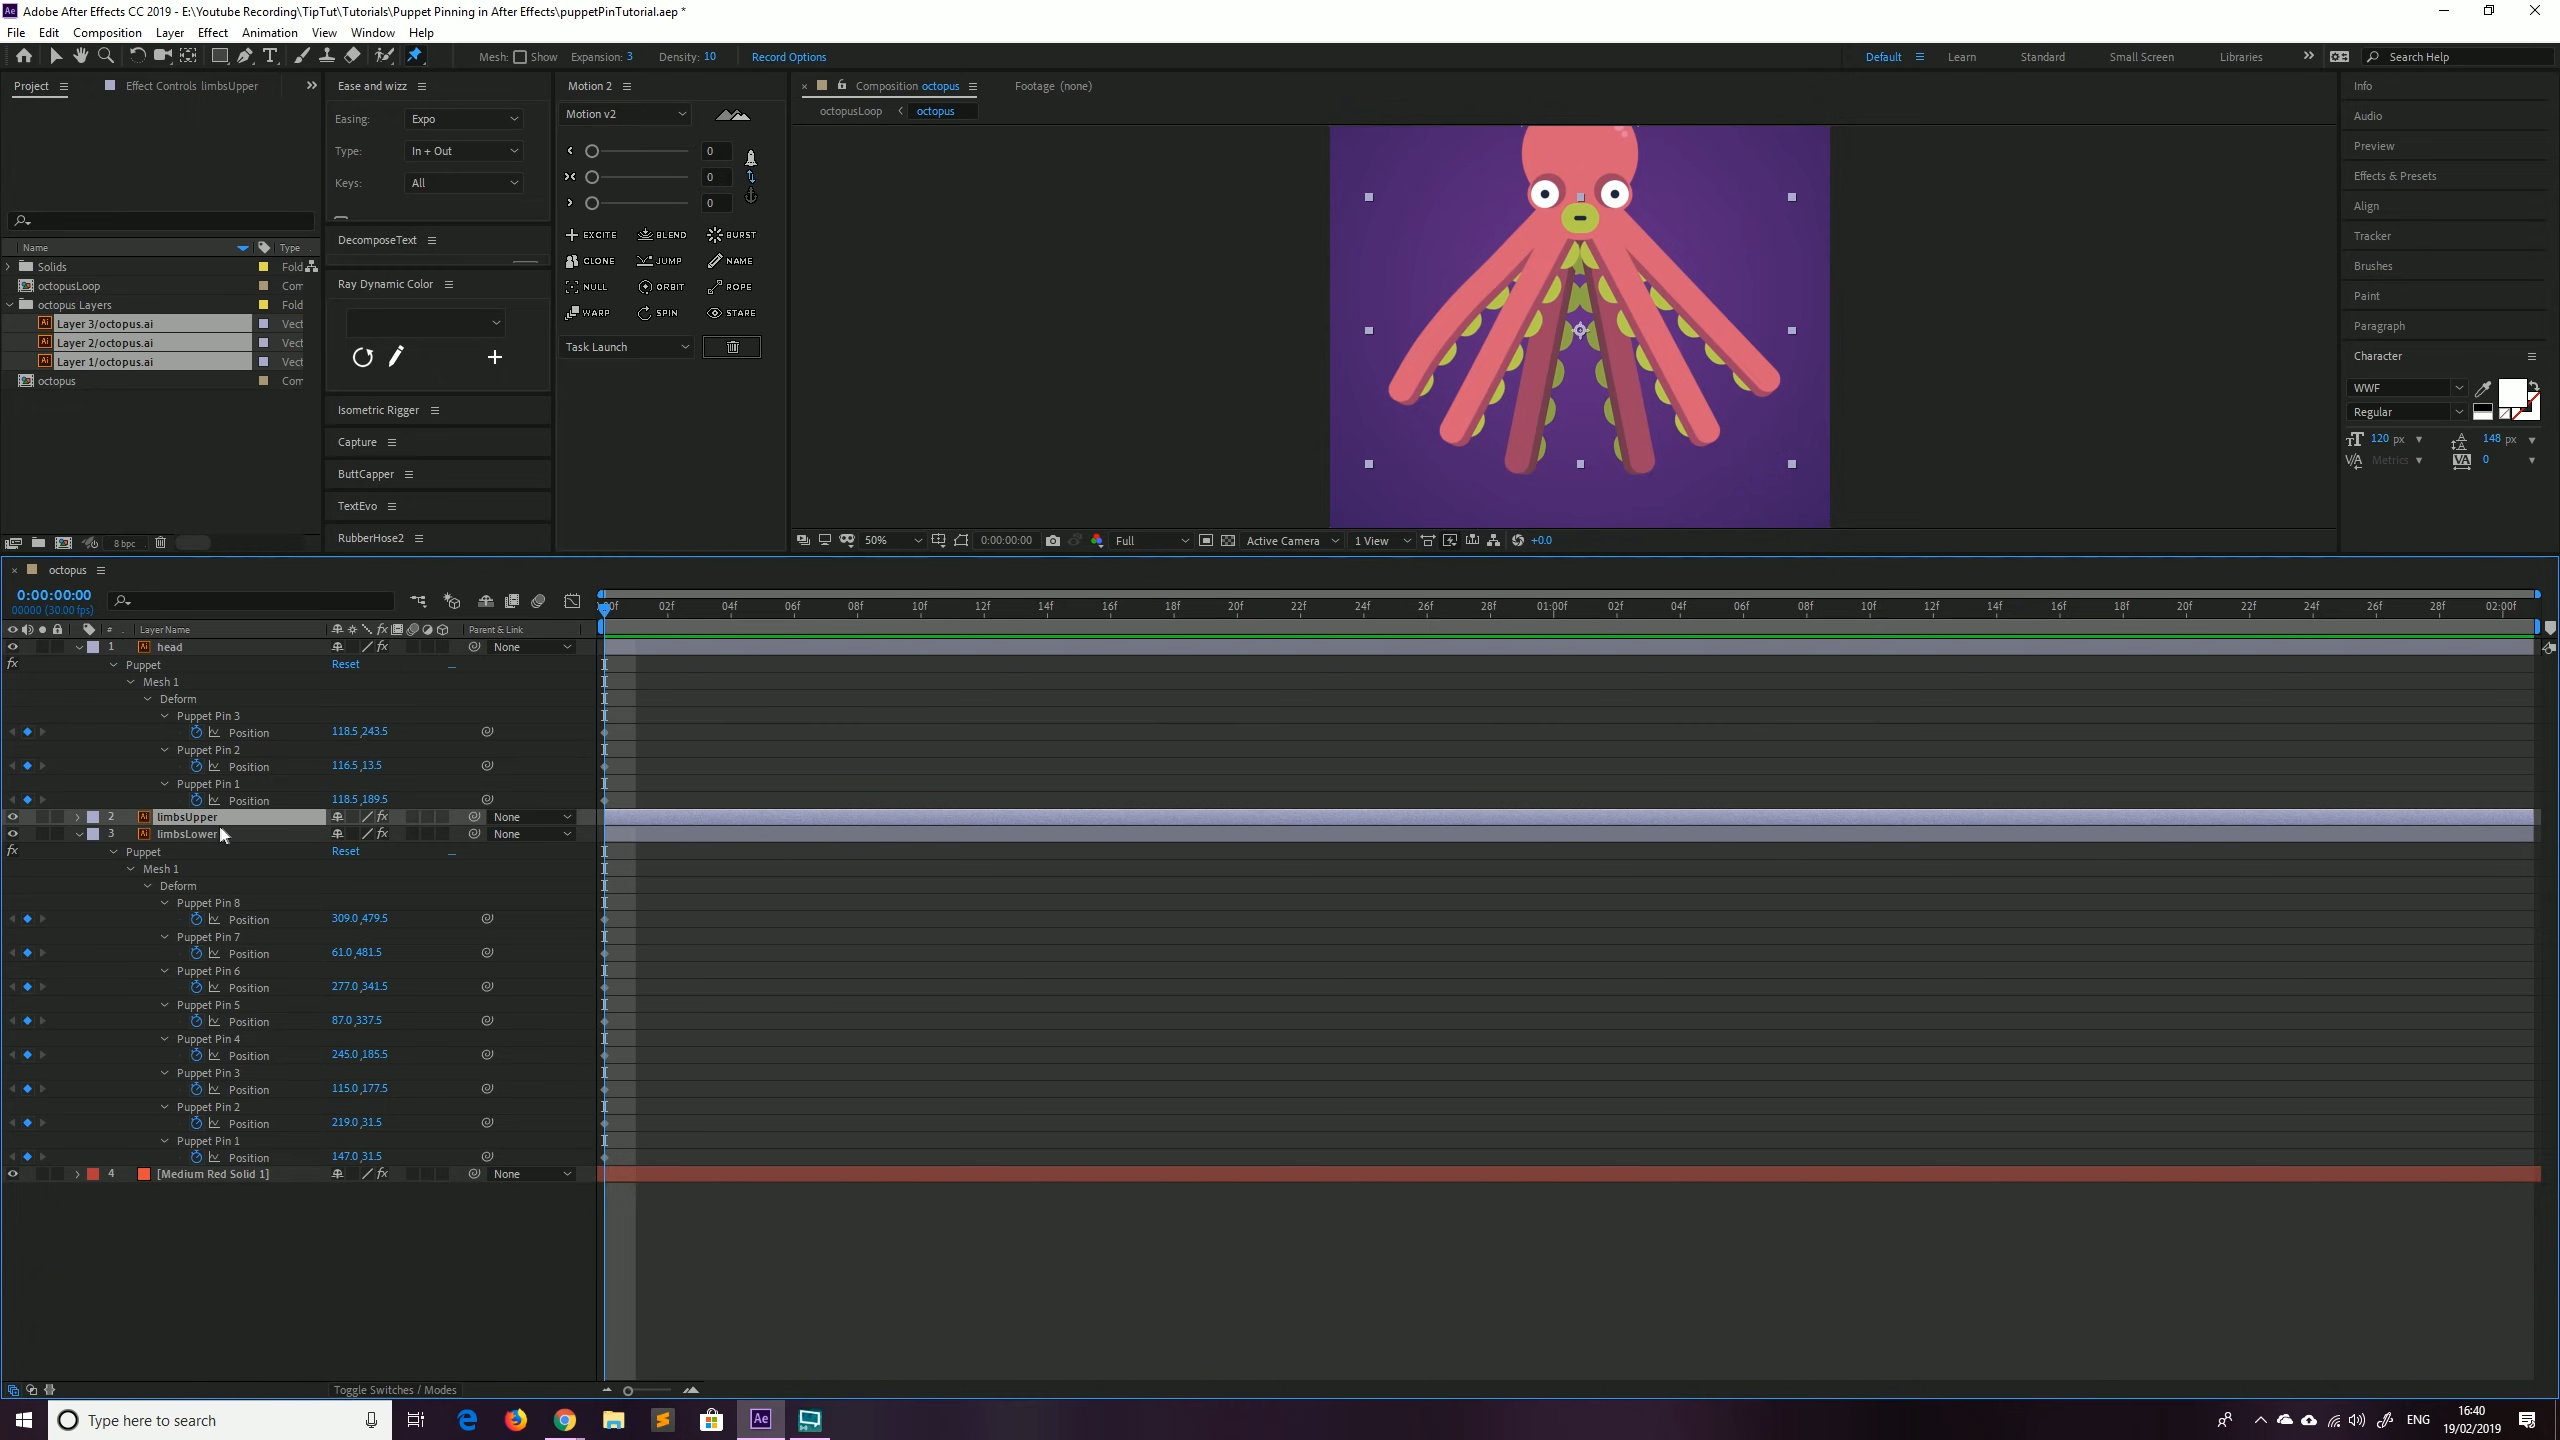 Adobe After Effects CC 2019 - E:\Youtube Recording\TipTut\Tutorials\Puppet Pinning in After Effects\puppetPinTutorial.aep *
File Edit Composition Layer Effect Animation View Window Help
Mesh: Show Expansion: 3 Density: 10 Record Options Default Learn Standard Small Screen Libraries Search Help
Project Effect Controls limbsUpper
Name Type
Solids Fold
octopusLoop Com
octopus Layers Fold
Layer 3/octopus.ai Vect
Layer 2/octopus.ai Vect
Layer 1/octopus.ai Vect
octopus Com
8 bpc
Ease and wizz
Easing: Expo
Type: In + Out
Keys: All
DecomposeText
Ray Dynamic Color
Isometric Rigger
Capture
ButtCapper
TextEvo
RubberHose2
Motion 2
Motion v2
0
0
0
EXCITE BLEND BURST
CLONE JUMP NAME
NULL ORBIT ROPE
WARP SPIN STARE
Task Launch
Composition octopus Footage (none)
octopusLoop octopus
50% 0:00:00:00 Full Active Camera 1 View +0.0
Info
Audio
Preview
Effects & Presets
Align
Tracker
Brushes
Paint
Paragraph
Character
WWF
Regular
120 px 148 px
Metrics 0
octopus
0:00:00:00
00000 (30.00 fps)
:00f 02f 04f 06f 08f 10f 12f 14f 16f 18f 20f 22f 24f 26f 28f 01:00f 02f 04f 06f 08f 10f 12f 14f 16f 18f 20f 22f 24f 26f 28f 02:00f
# Layer Name Parent & Link
1 head None
Puppet Reset
Mesh 1
Deform
Puppet Pin 3
Position 118.5,243.5
Puppet Pin 2
Position 116.5,13.5
Puppet Pin 1
Position 118.5,189.5
2 limbsUpper None
3 limbsLower None
Puppet Reset
Mesh 1
Deform
Puppet Pin 8
Position 309.0,479.5
Puppet Pin 7
Position 61.0,481.5
Puppet Pin 6
Position 277.0,341.5
Puppet Pin 5
Position 87.0,337.5
Puppet Pin 4
Position 245.0,185.5
Puppet Pin 3
Position 115.0,177.5
Puppet Pin 2
Position 219.0,31.5
Puppet Pin 1
Position 147.0,31.5
4 [Medium Red Solid 1] None
Toggle Switches / Modes
Type here to search
ENG
16:40
19/02/2019